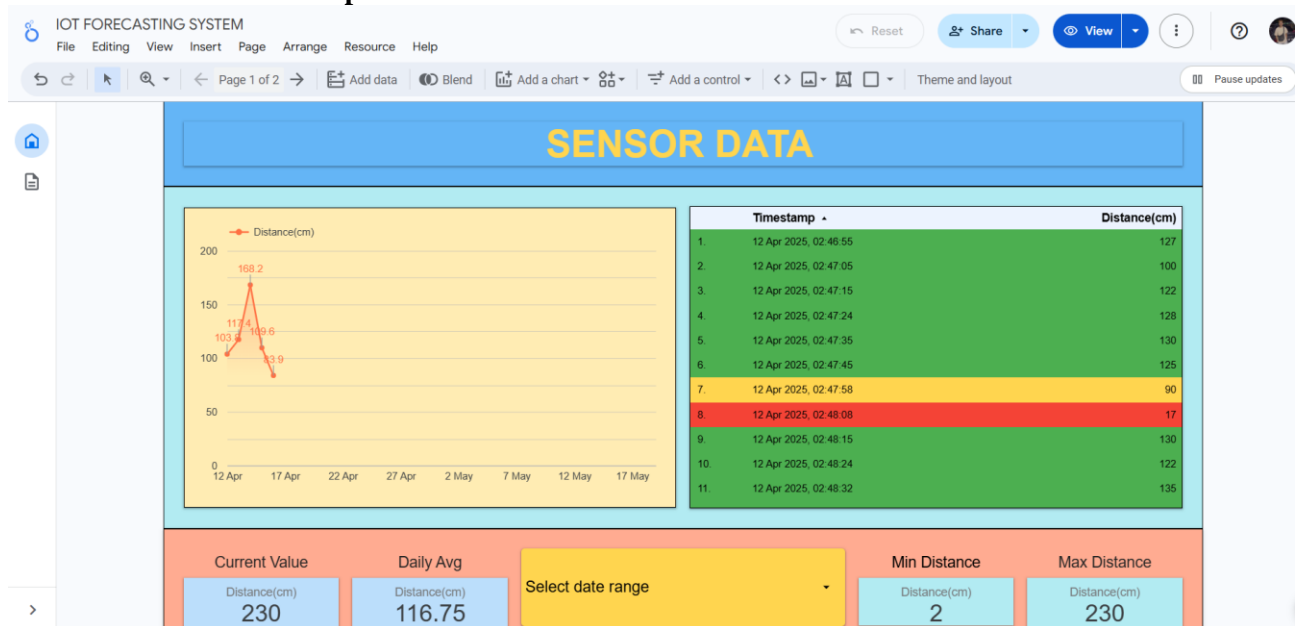 IOT FORECASTING SYSTEM
File Editing View Insert Page Arrange Resource Help
Reset
Share
View
Page 1 of 2
Add data
Blend
Add a chart
Add a control
Theme and layout
Pause updates
SENSOR DATA
Distance(cm)
200
150
100
50
0
168.2
117.4
109.6
83.9
12 Apr 17 Apr 22 Apr 27 Apr 2 May 7 May 12 May 17 May
Timestamp Distance(cm)
1. 12 Apr 2025, 02:46:55 127
2. 12 Apr 2025, 02:47:05 100
3. 12 Apr 2025, 02:47:15 122
4. 12 Apr 2025, 02:47:24 128
5. 12 Apr 2025, 02:47:35 130
6. 12 Apr 2025, 02:47:45 125
7. 12 Apr 2025, 02:47:58 90
8. 12 Apr 2025, 02:48:08 17
9. 12 Apr 2025, 02:48:15 130
10. 12 Apr 2025, 02:48:24 122
11. 12 Apr 2025, 02:48:32 135
Current Value
Distance(cm)
230
Daily Avg
Distance(cm)
116.75
Select date range
Min Distance
Distance(cm)
2
Max Distance
Distance(cm)
230